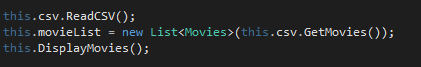 this.csv.ReadCSV();
this.movieList = new List<Movies>(this.csv.GetMovies());
this.DisplayMovies();